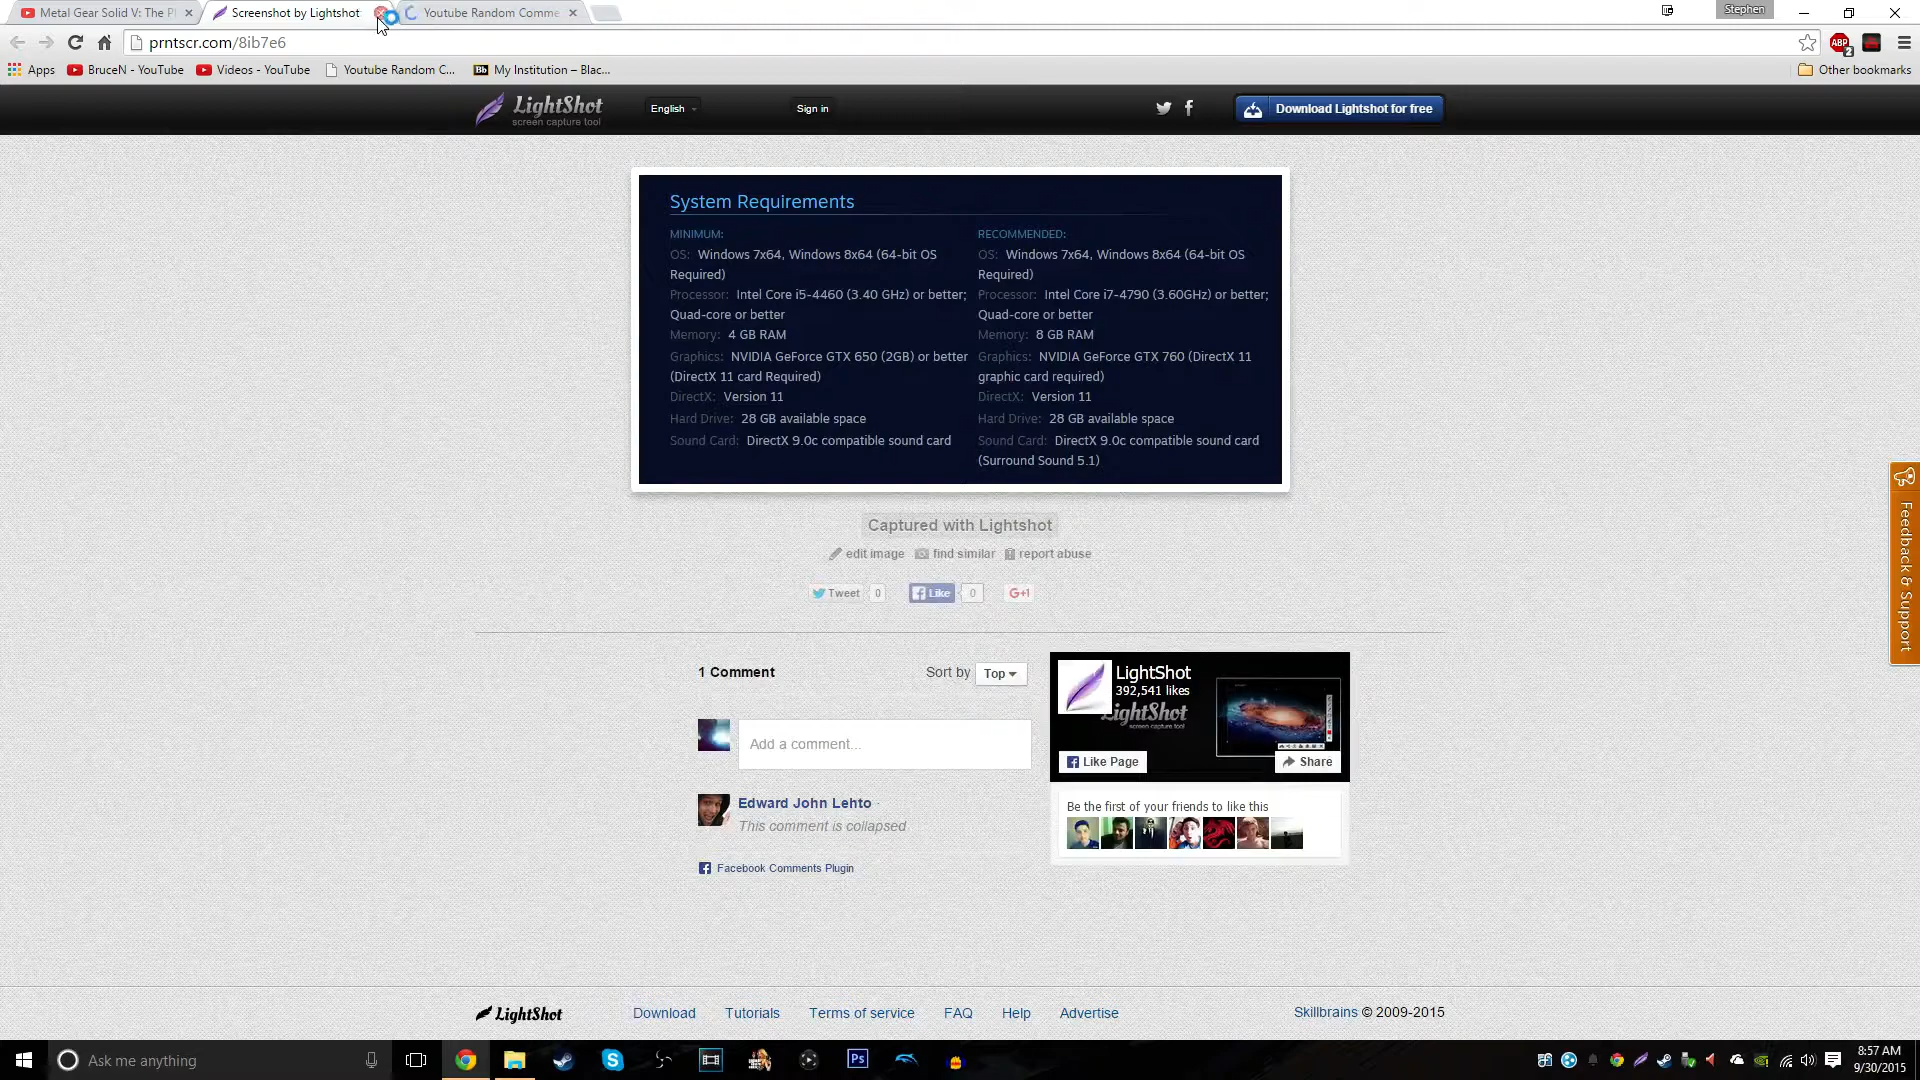 Metal Gear Solid V: The P
Screenshot by Lightshot
Youtube Random Comme
Stephen
prntscr.com/8ib7e6
ABP
2
Apps
BruceN - YouTube
Videos - YouTube
Youtube Random C...
Bb
My Institution – Blac...
Other bookmarks
LightShot
screen capture tool
English
Sign in
Download Lightshot for free
System Requirements
MINIMUM:
OS: Windows 7x64, Windows 8x64 (64-bit OS
Required)
Processor: Intel Core i5-4460 (3.40 GHz) or better;
Quad-core or better
Memory: 4 GB RAM
Graphics: NVIDIA GeForce GTX 650 (2GB) or better
(DirectX 11 card Required)
DirectX: Version 11
Hard Drive: 28 GB available space
Sound Card: DirectX 9.0c compatible sound card
RECOMMENDED:
OS: Windows 7x64, Windows 8x64 (64-bit OS
Required)
Processor: Intel Core i7-4790 (3.60GHz) or better;
Quad-core or better
Memory: 8 GB RAM
Graphics: NVIDIA GeForce GTX 760 (DirectX 11
graphic card required)
DirectX: Version 11
Hard Drive: 28 GB available space
Sound Card: DirectX 9.0c compatible sound card
(Surround Sound 5.1)
Captured with Lightshot
edit image
find similar
report abuse
Tweet
0
Like
0
G+1
Feedback & Support
1 Comment
Sort by
Top
Add a comment...
Edward John Lehto ·
This comment is collapsed
Facebook Comments Plugin
LightShot
392,541 likes
LightShot
screen capture tool
Like Page
Share
Be the first of your friends to like this
LightShot
Download
Tutorials
Terms of service
FAQ
Help
Advertise
Skillbrains © 2009-2015
Ask me anything
Ps
8:57 AM
9/30/2015